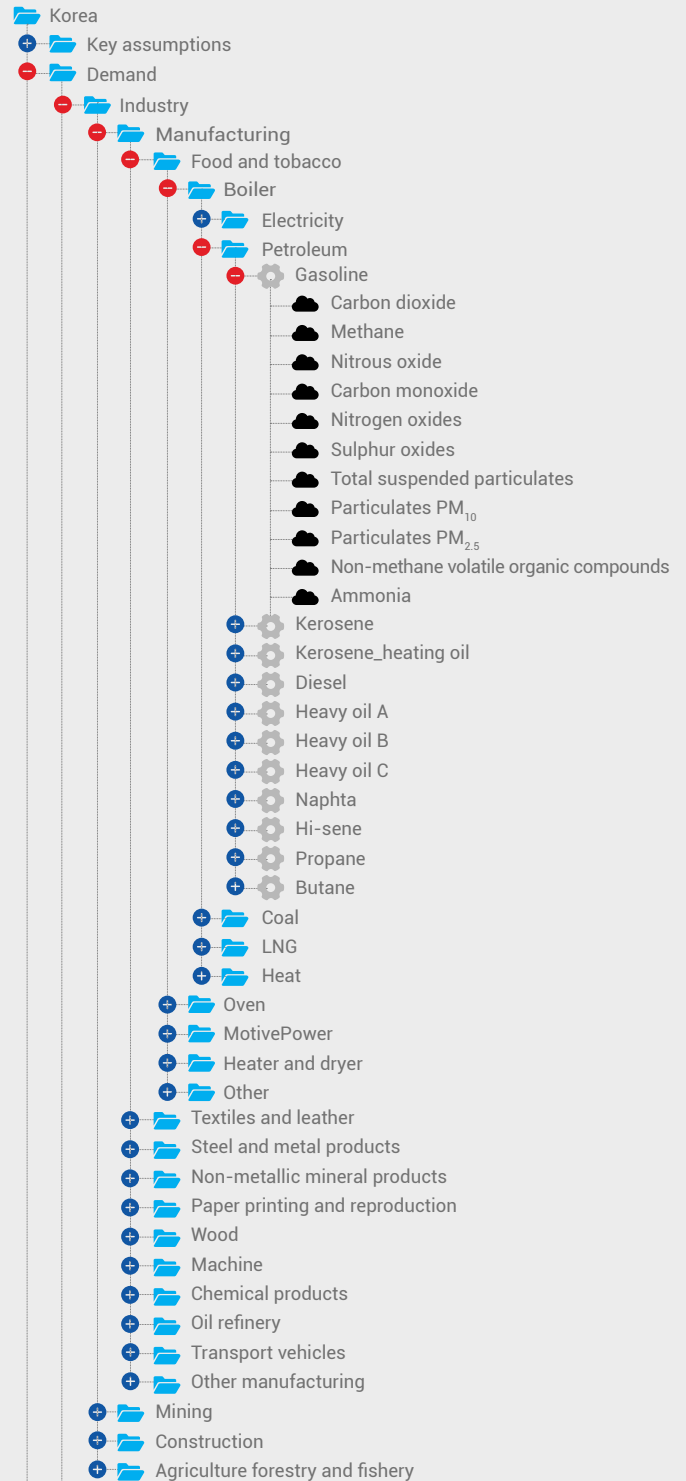 Korea
Key assumptions
Demand
Industry
Manufacturing
Food and tobacco
Boiler
Electricity
Petroleum
Gasoline
Carbon dioxide
Methane
Nitrous oxide
Carbon monoxide
Nitrogen oxides
Sulphur oxides
Total suspended particulates
Particulates PM10
Particulates PM2.5
Non-methane volatile organic compounds
Ammonia
Kerosene
Kerosene_heating oil
Diesel
Heavy oil A
Heavy oil B
Heavy oil C
Naphta
Hi-sene
Propane
Butane
Coal
LNG
Heat
Oven
MotivePower
Heater and dryer
Other
Textiles and leather
Steel and metal products
Non-metallic mineral products
Paper printing and reproduction
Wood
Machine
Chemical products
Oil refinery
Transport vehicles
Other manufacturing
Mining
Construction
Agriculture forestry and fishery